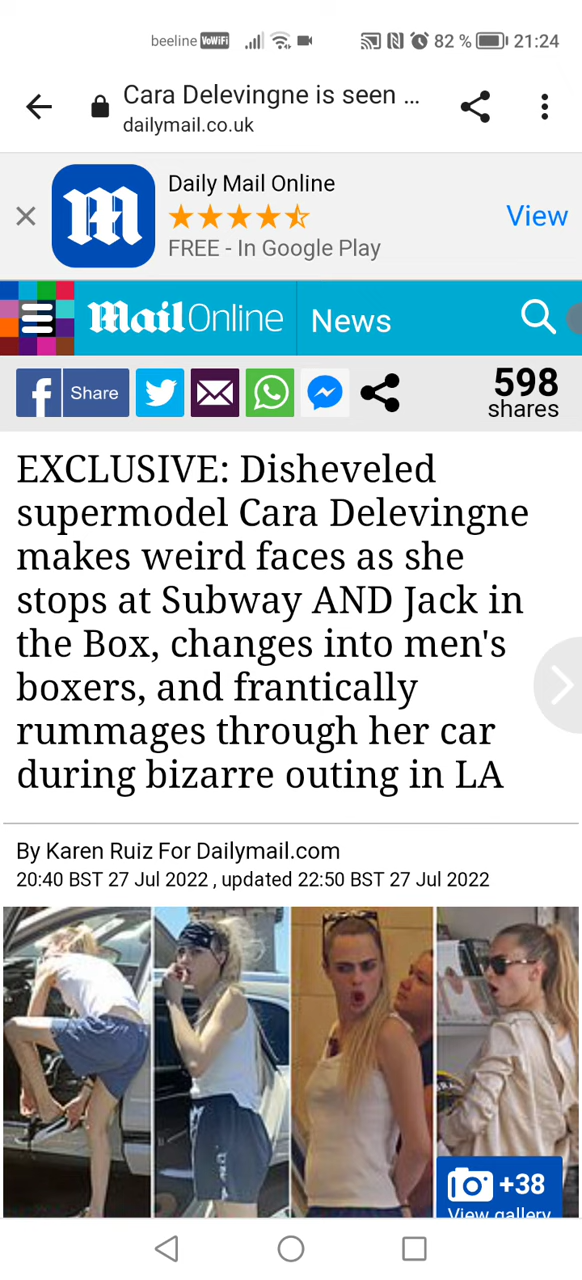 beeline VoWiFi 82 % 21:24
Cara Delevingne is seen ...
dailymail.co.uk
Daily Mail Online
FREE - In Google Play
View
Mail Online News
f Share
598
shares
EXCLUSIVE: Disheveled
supermodel Cara Delevingne
makes weird faces as she
stops at Subway AND Jack in
the Box, changes into men's
boxers, and frantically
rummages through her car
during bizarre outing in LA
By Karen Ruiz For Dailymail.com
20:40 BST 27 Jul 2022 , updated 22:50 BST 27 Jul 2022
+38
View gallery